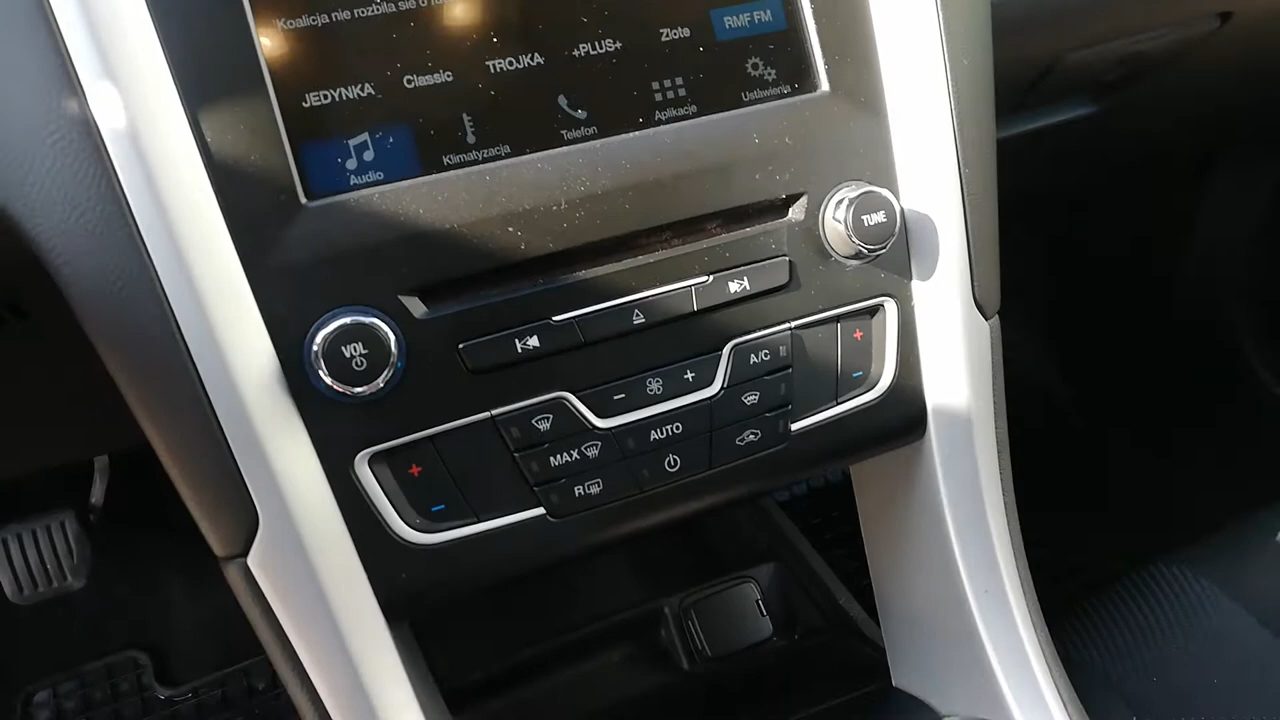 Koalicja nie rozbiła się o
JEDYNKA Classic TROJKA +PLUS+ Zlote RMF FM
Audio Klimatyzacja Telefon Aplikacje Ustawienia
TUNE
VOL
- + A/C + -
MAX AUTO
+ - R